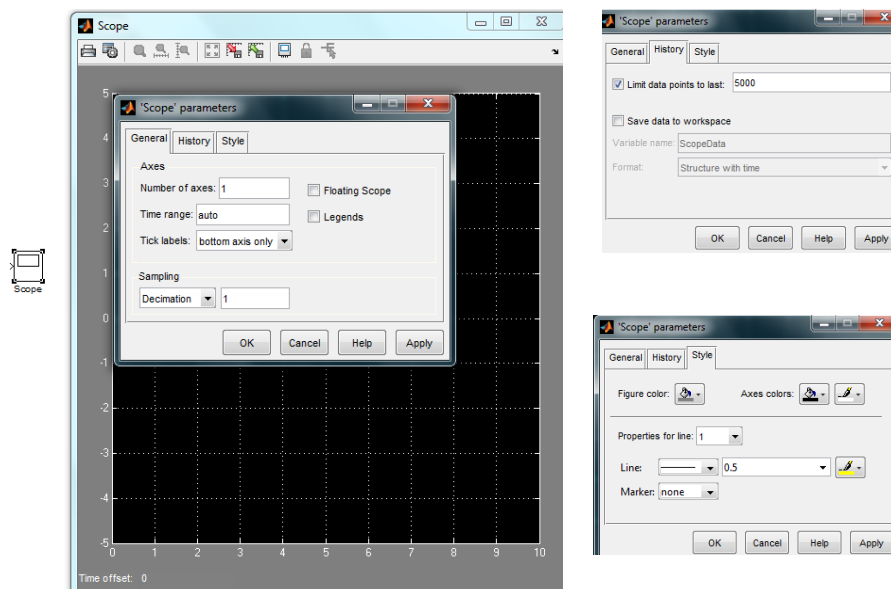 Scope
5
4
3
2
1
0
-1
-2
-3
-4
-5
0 1 2 3 4 5 6 7 8 9 10
Time offset: 0
'Scope' parameters
General History Style
Axes
Number of axes: 1
Floating Scope
Time range: auto
Legends
Tick labels: bottom axis only
Sampling
Decimation 1
OK Cancel Help Apply
Scope
'Scope' parameters
General History Style
Limit data points to last: 5000
Save data to workspace
Variable name: ScopeData
Format: Structure with time
OK Cancel Help Apply
'Scope' parameters
General History Style
Figure color: Axes colors:
Properties for line: 1
Line: 0.5
Marker: none
OK Cancel Help Apply